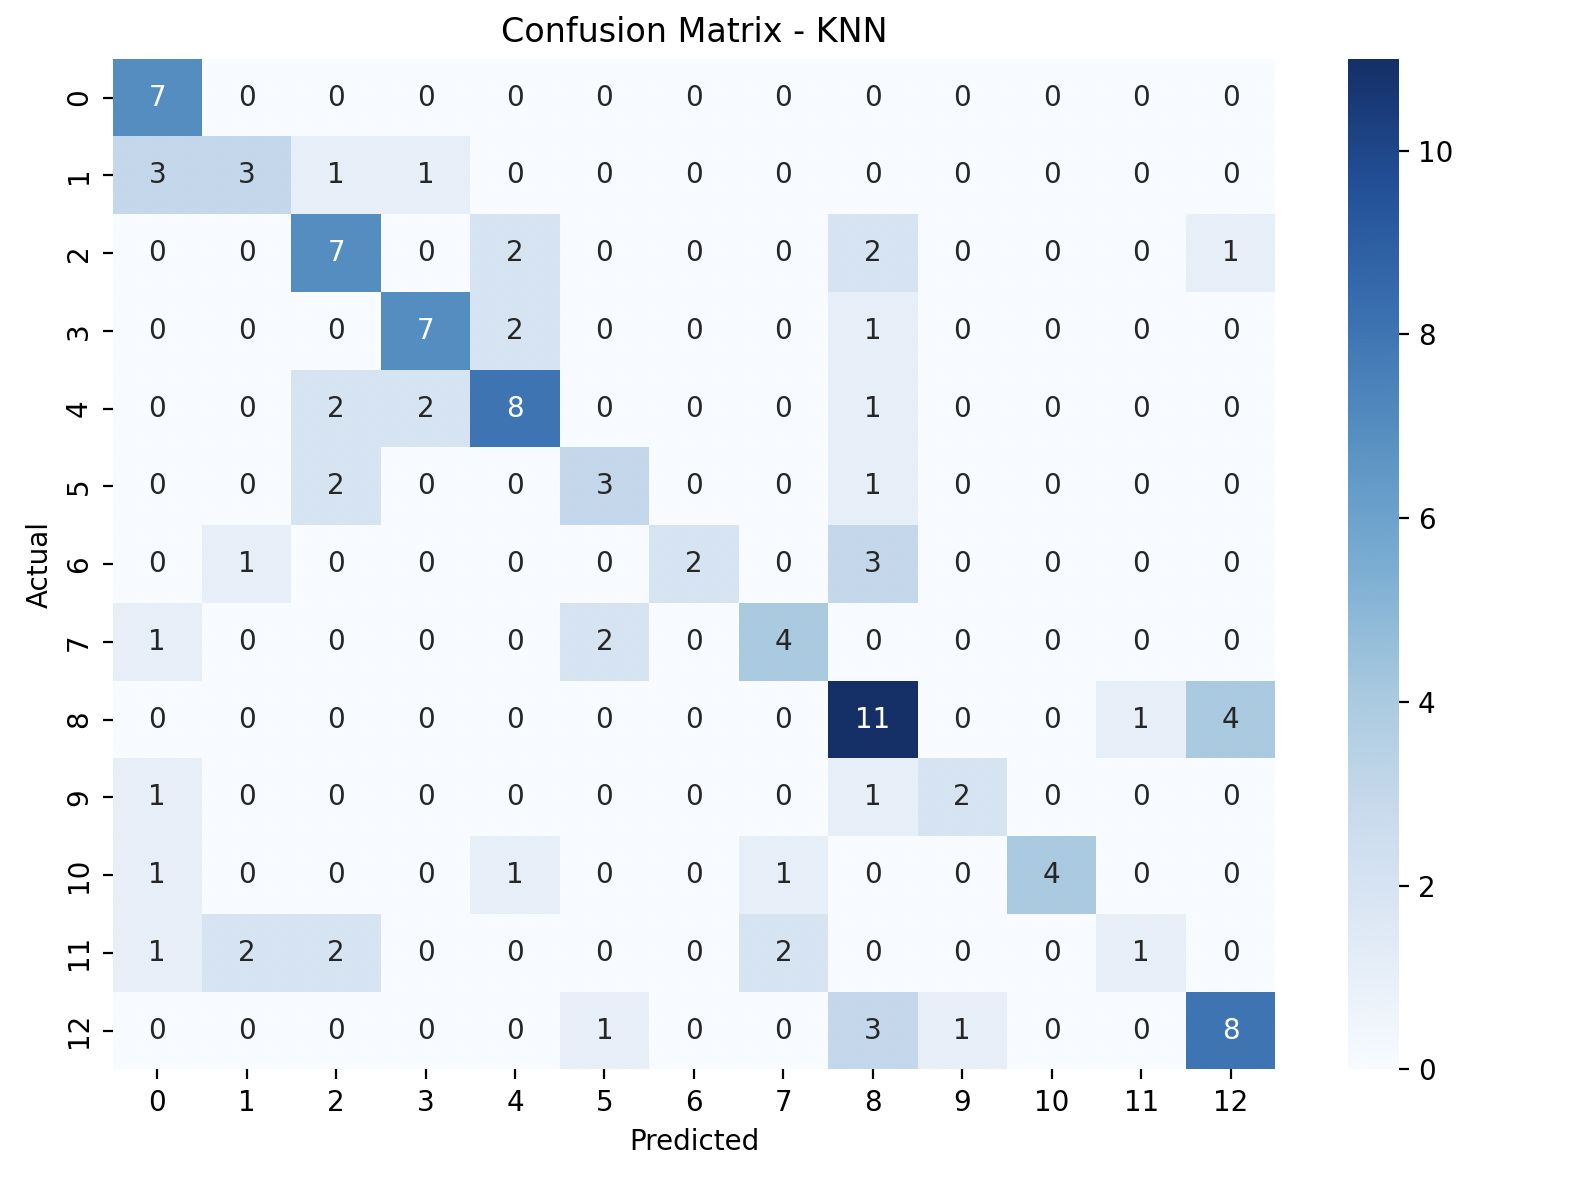 Confusion Matrix - KNN
0 7 0 0 0 0 0 0 0 0 0 0 0 0
1 3 3 1 1 0 0 0 0 0 0 0 0 0
2 0 0 7 0 2 0 0 0 2 0 0 0 1
3 0 0 0 7 2 0 0 0 1 0 0 0 0
4 0 0 2 2 8 0 0 0 1 0 0 0 0
5 0 0 2 0 0 3 0 0 1 0 0 0 0
6 0 1 0 0 0 0 2 0 3 0 0 0 0
7 1 0 0 0 0 2 0 4 0 0 0 0 0
8 0 0 0 0 0 0 0 0 11 0 0 1 4
9 1 0 0 0 0 0 0 0 1 2 0 0 0
10 1 0 0 0 1 0 0 1 0 0 4 0 0
11 1 2 2 0 0 0 0 2 0 0 0 1 0
12 0 0 0 0 0 1 0 0 3 1 0 0 8
0 1 2 3 4 5 6 7 8 9 10 11 12
Predicted
Actual
10
8
6
4
2
0